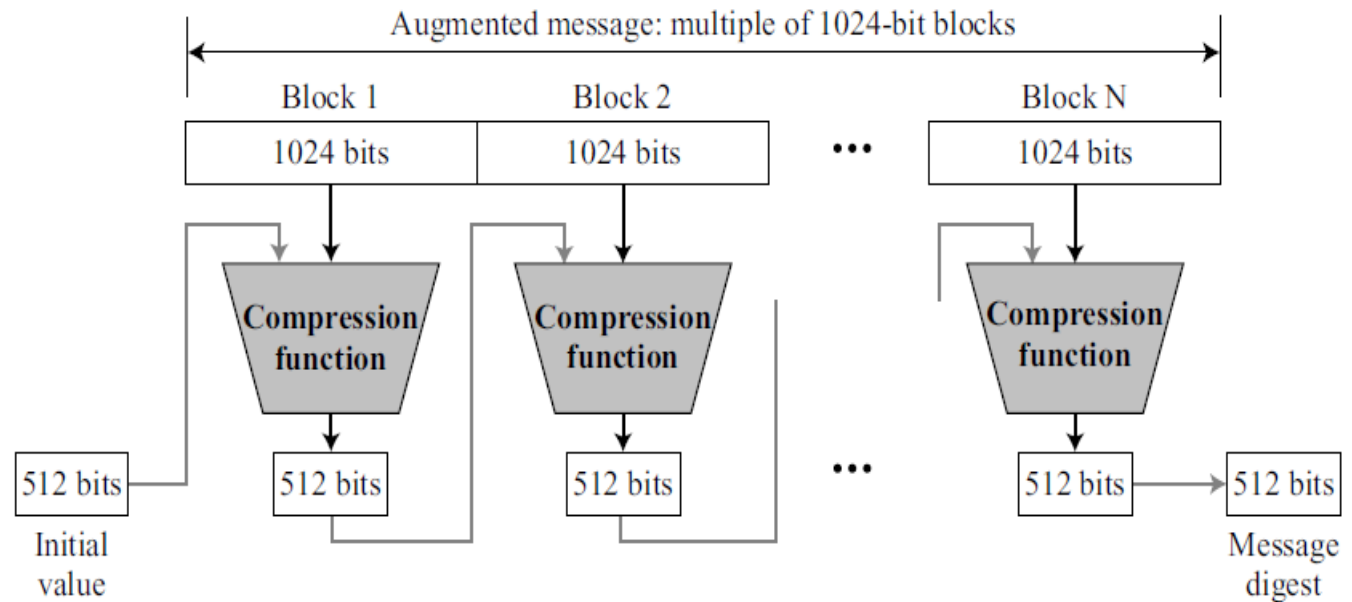 Augmented message: multiple of 1024-bit blocks
Block 1
Block 2
Block N
1024 bits
1024 bits
•••
1024 bits
Compression
function
Compression
function
Compression
function
512 bits
512 bits
512 bits
•••
512 bits
512 bits
Initial
value
Message
digest